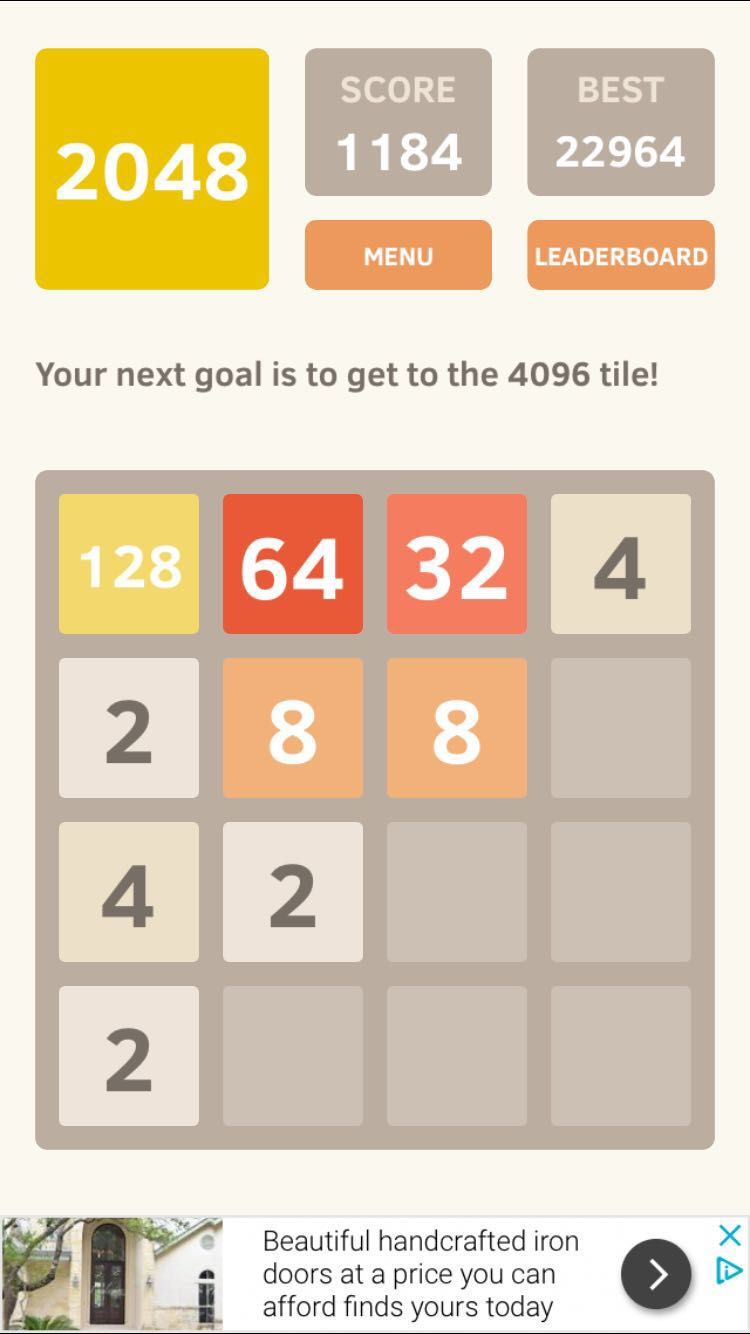 2048
SCORE
1184
BEST
22964
MENU
LEADERBOARD
Your next goal is to get to the 4096 tile!
128 64 32 4
2 8 8
4 2
2
Beautiful handcrafted iron
doors at a price you can
afford finds yours today